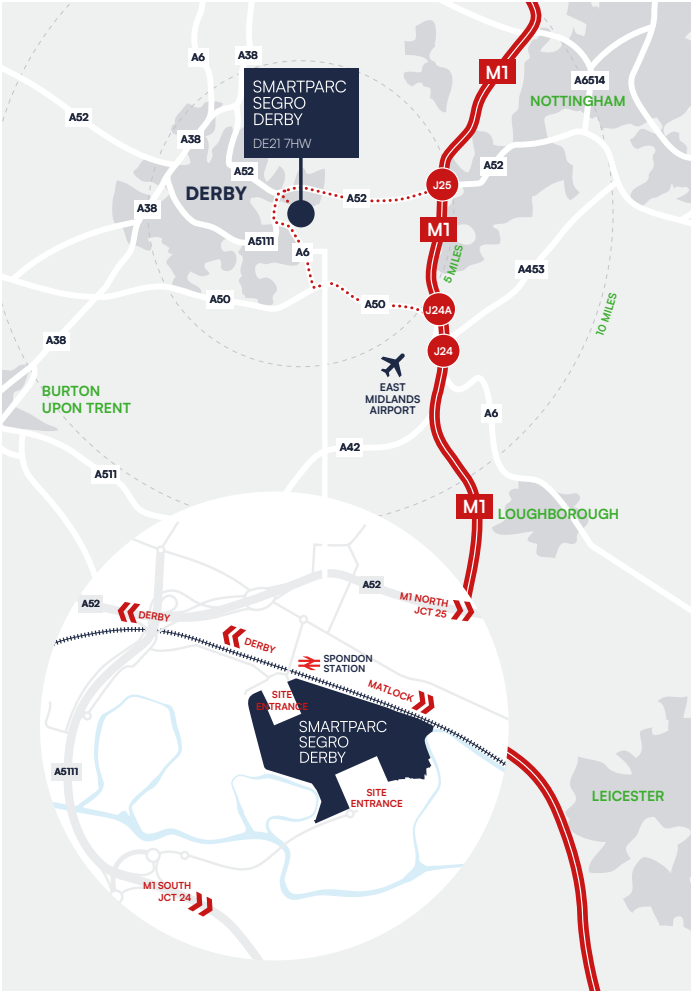 A6
A38
M1
A6514
SMARTPARC
SEGRO
DERBY
DE21 7HW
NOTTINGHAM
A52
A38
A52
A52
DERBY
A52
J25
A38
M1
A5111
A6
5 MILES
A453
A50
A50
J24A
10 MILES
A38
J24
EAST
MIDLANDS
AIRPORT
BURTON
UPON TRENT
A6
A42
A511
M1
LOUGHBOROUGH
A52
A52
M1 NORTH
JCT 25
DERBY
DERBY
SPONDON
STATION
MATLOCK
SITE
ENTRANCE
SMARTPARC
SEGRO
DERBY
A5111
SITE
ENTRANCE
LEICESTER
M1 SOUTH
JCT 24